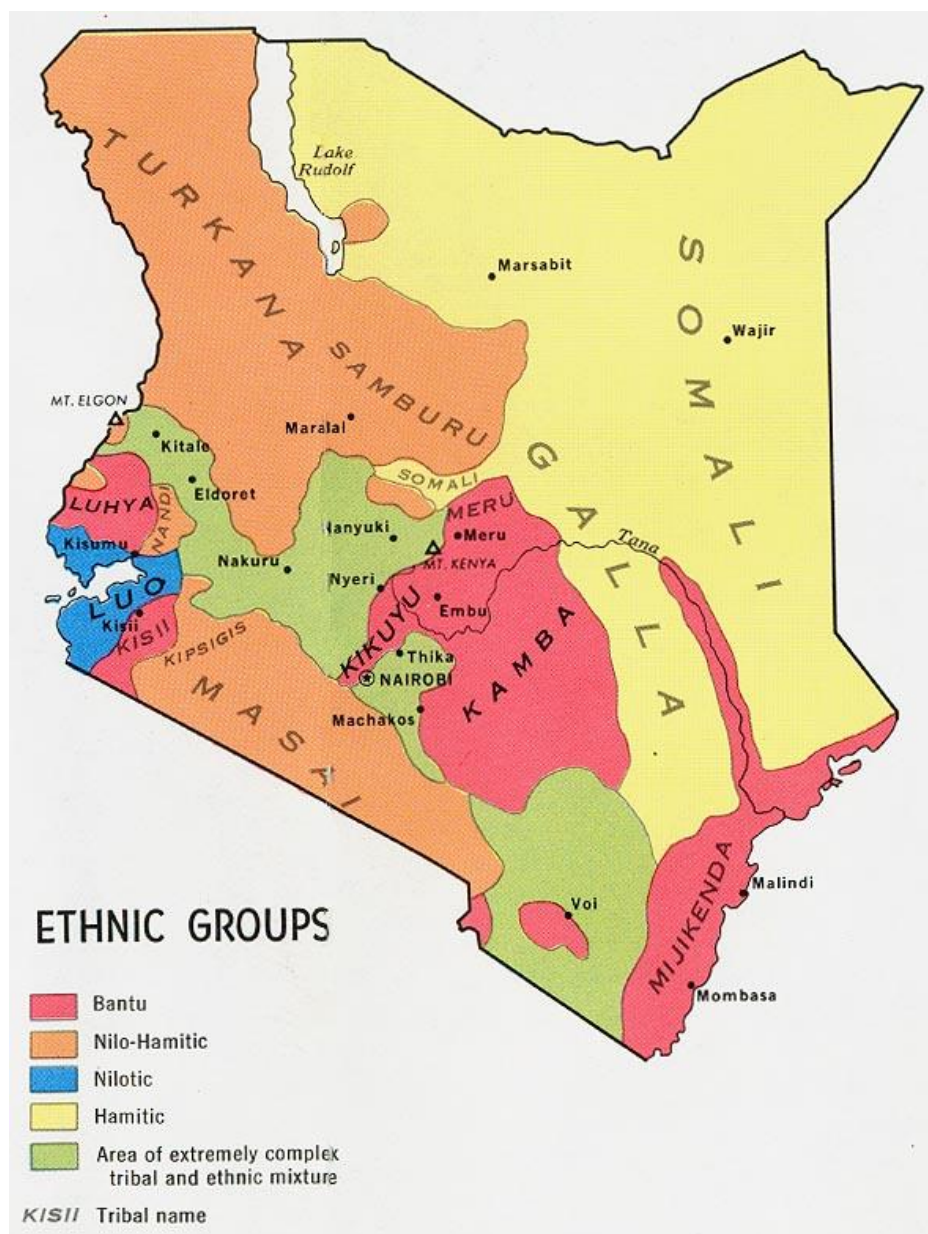 TURKANA
Lake
Rudolf
Marsabit
SOMALI
Wajir
SAMBURU
MT. ELGON
Maralal
Kitale
GALLA
SOMALI
Eldoret
LUHYA
NANDI
MERU
Nanyuki
Meru
Kisumu
Tana
MT. KENYA
Nakuru
Nyeri
LUO
Embu
Kisii
KISII
KIKUYU
KAMBA
KIPSIGIS
Thika
NAIROBI
MASAI
Machakos
Malindi
Voi
MIJIKENDA
Mombasa
ETHNIC GROUPS
Bantu
Nilo-Hamitic
Nilotic
Hamitic
Area of extremely complex
tribal and ethnic mixture
KISII Tribal name